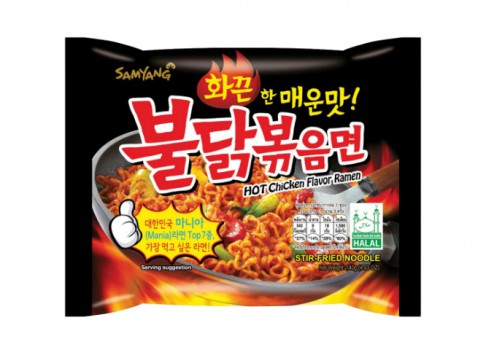 SAMYANG
화끈한 매운맛!
불닭볶음면
HOT Chicken Flavor Ramen
대한민국 마니아
(Mania)라면 Top7중,
가장 먹고 싶은 라면!
Serving suggestion
HALAL
STIR-FRIED NOODLE